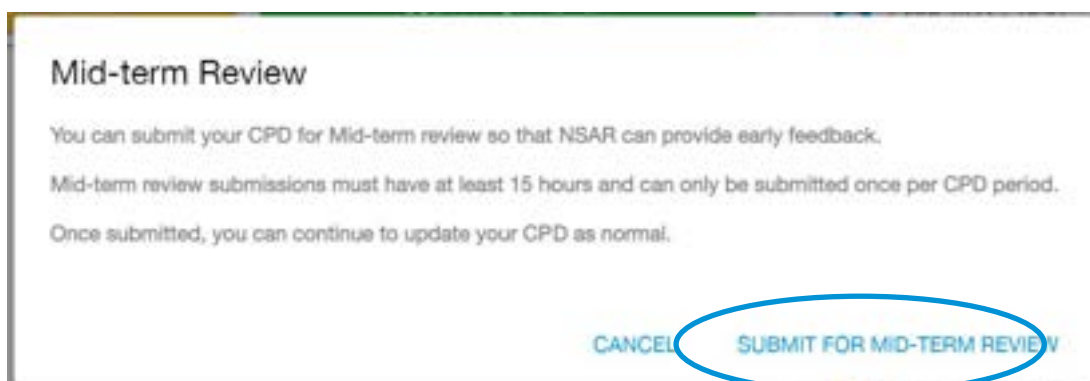 Mid-term Review
You can submit your CPD for Mid-term review so that NSAR can provide early feedback.
Mid-term review submissions must have at least 15 hours and can only be submitted once per CPD period.
Once submitted, you can continue to update your CPD as normal.
CANCEL SUBMIT FOR MID-TERM REVIEW